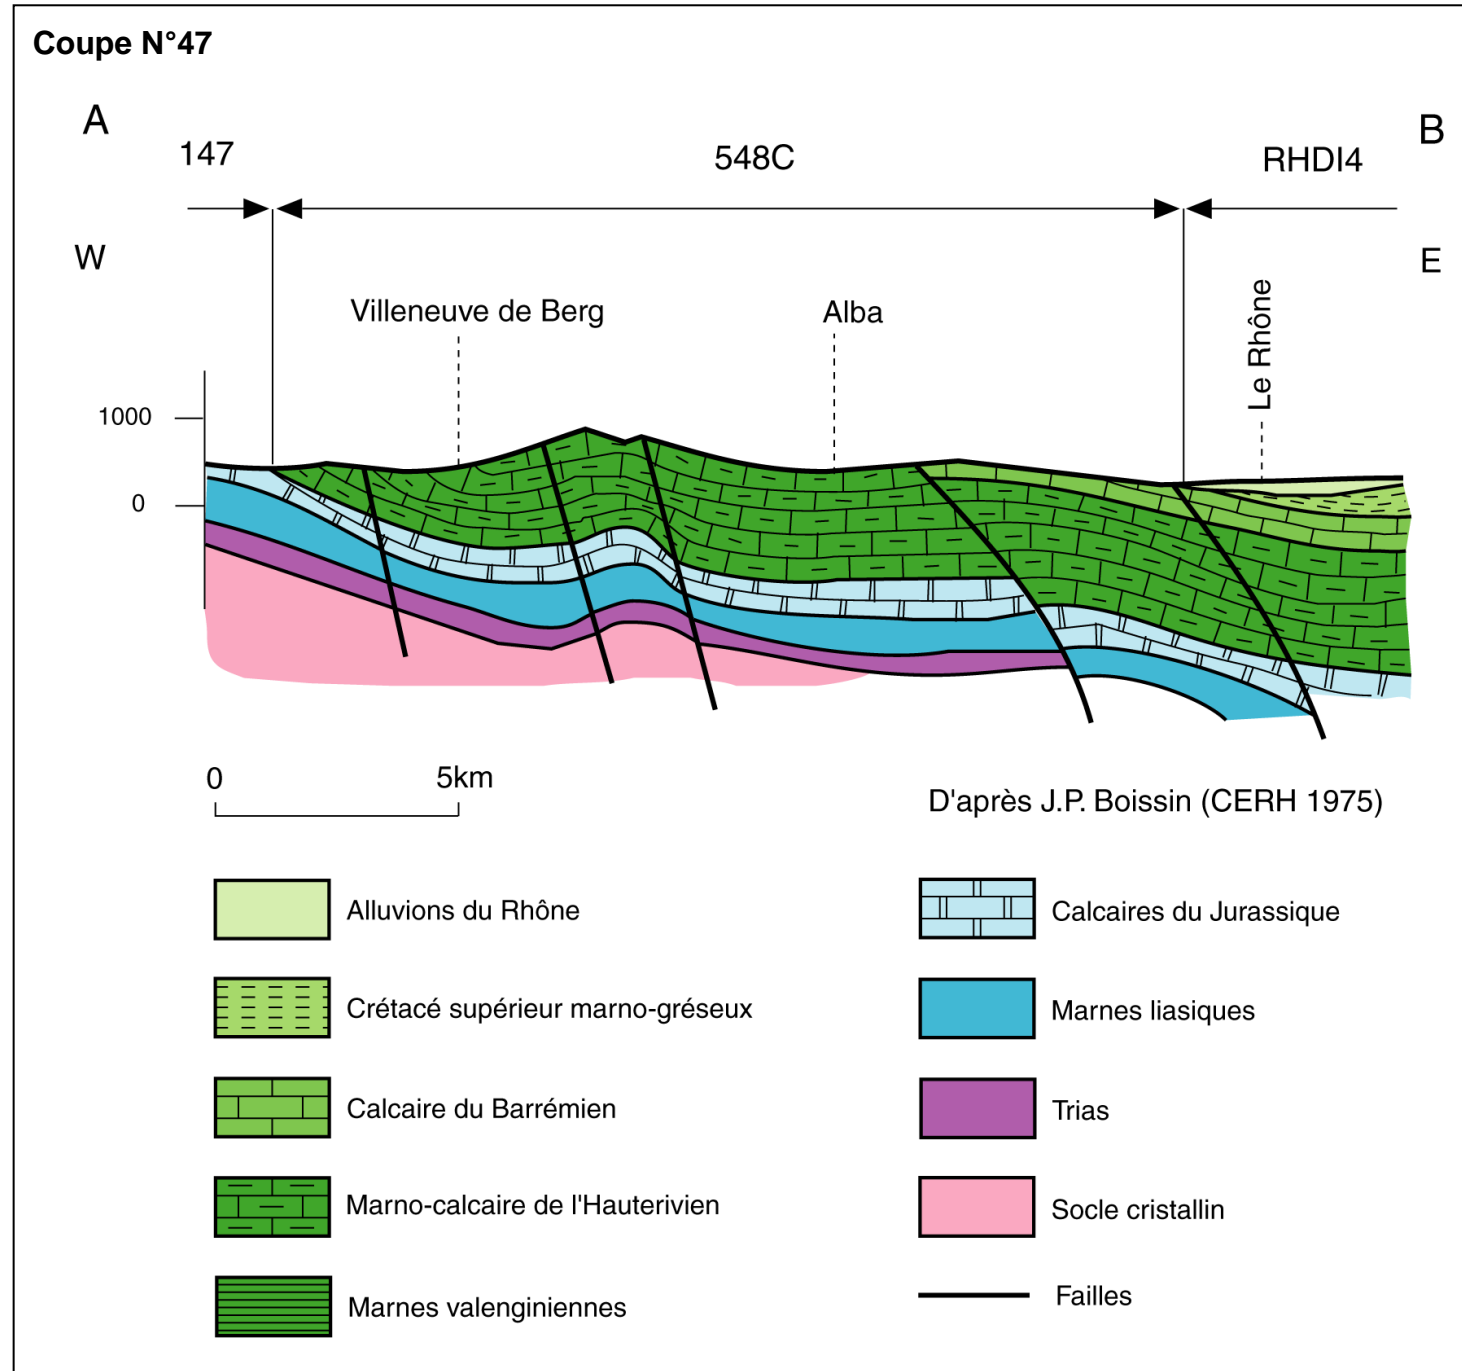 Coupe N°47
A
B
147
548C
RHDI4
W
E
Villeneuve de Berg
Alba
Le Rhône
1000
0
0
5km
D'après J.P. Boissin (CERH 1975)
Alluvions du Rhône
Crétacé supérieur marno-gréseux
Calcaire du Barrémien
Marno-calcaire de l'Hauterivien
Marnes valenginiennes
Calcaires du Jurassique
Marnes liasiques
Trias
Socle cristallin
Failles